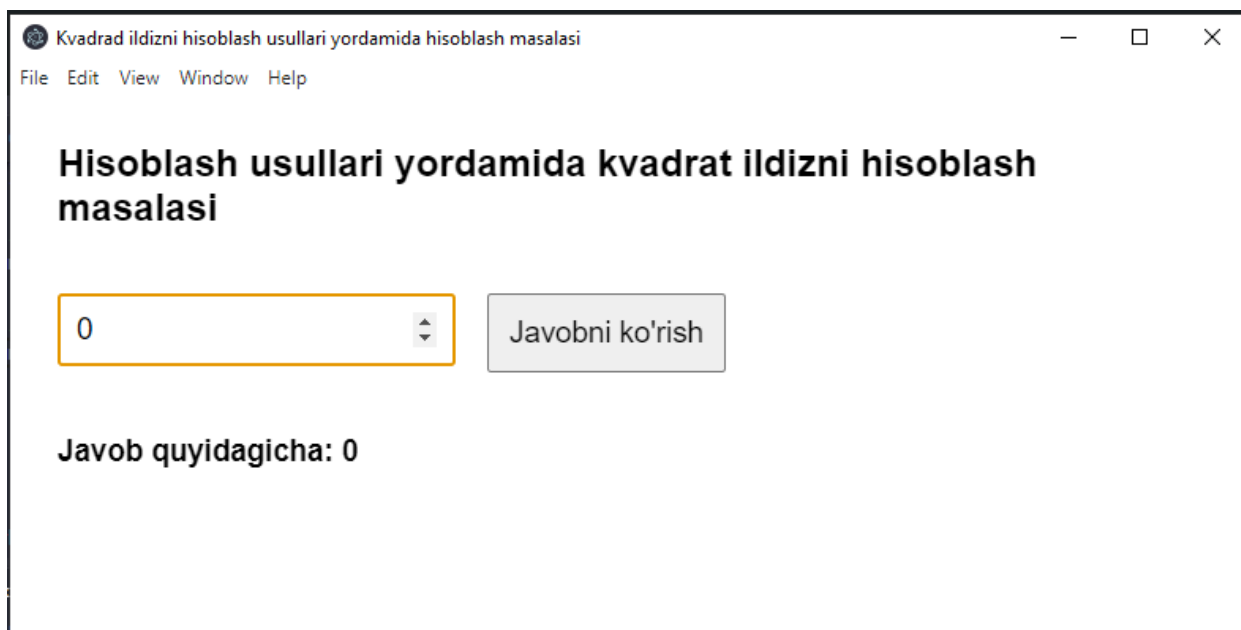 Kvadrad ildizni hisoblash usullari yordamida hisoblash masalasi
File Edit View Window Help
Hisoblash usullari yordamida kvadrat ildizni hisoblash
masalasi
0 Javobni ko'rish
Javob quyidagicha: 0